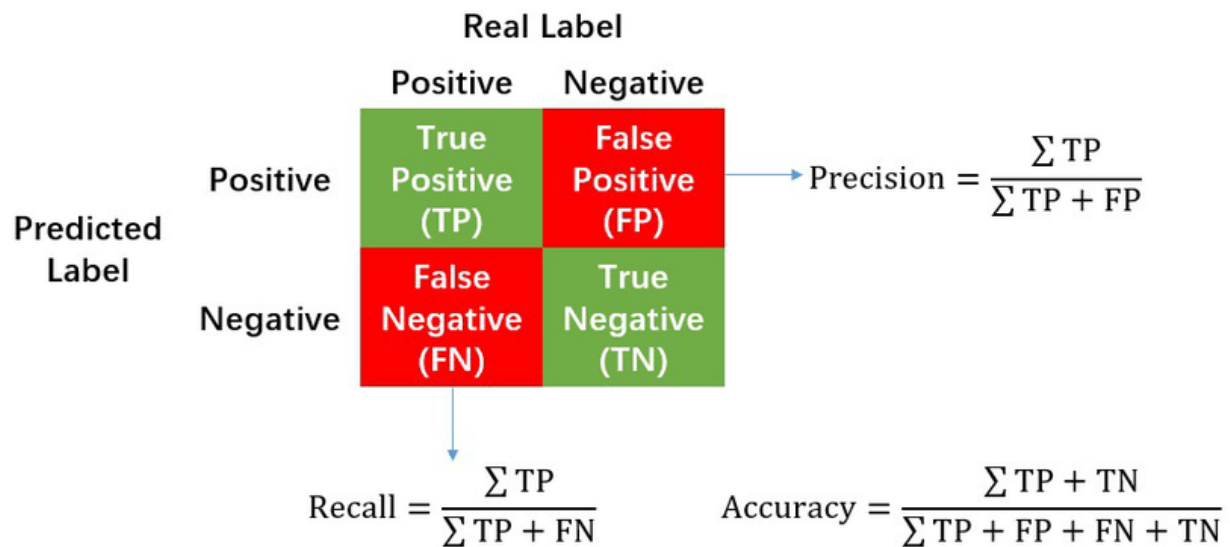 Real Label
Positive Negative
Predicted Label
Positive
True Positive (TP)
False Positive (FP)
Precision = ∑ TP / ∑ TP + FP
Negative
False Negative (FN)
True Negative (TN)
Recall = ∑ TP / ∑ TP + FN
Accuracy = ∑ TP + TN / ∑ TP + FP + FN + TN